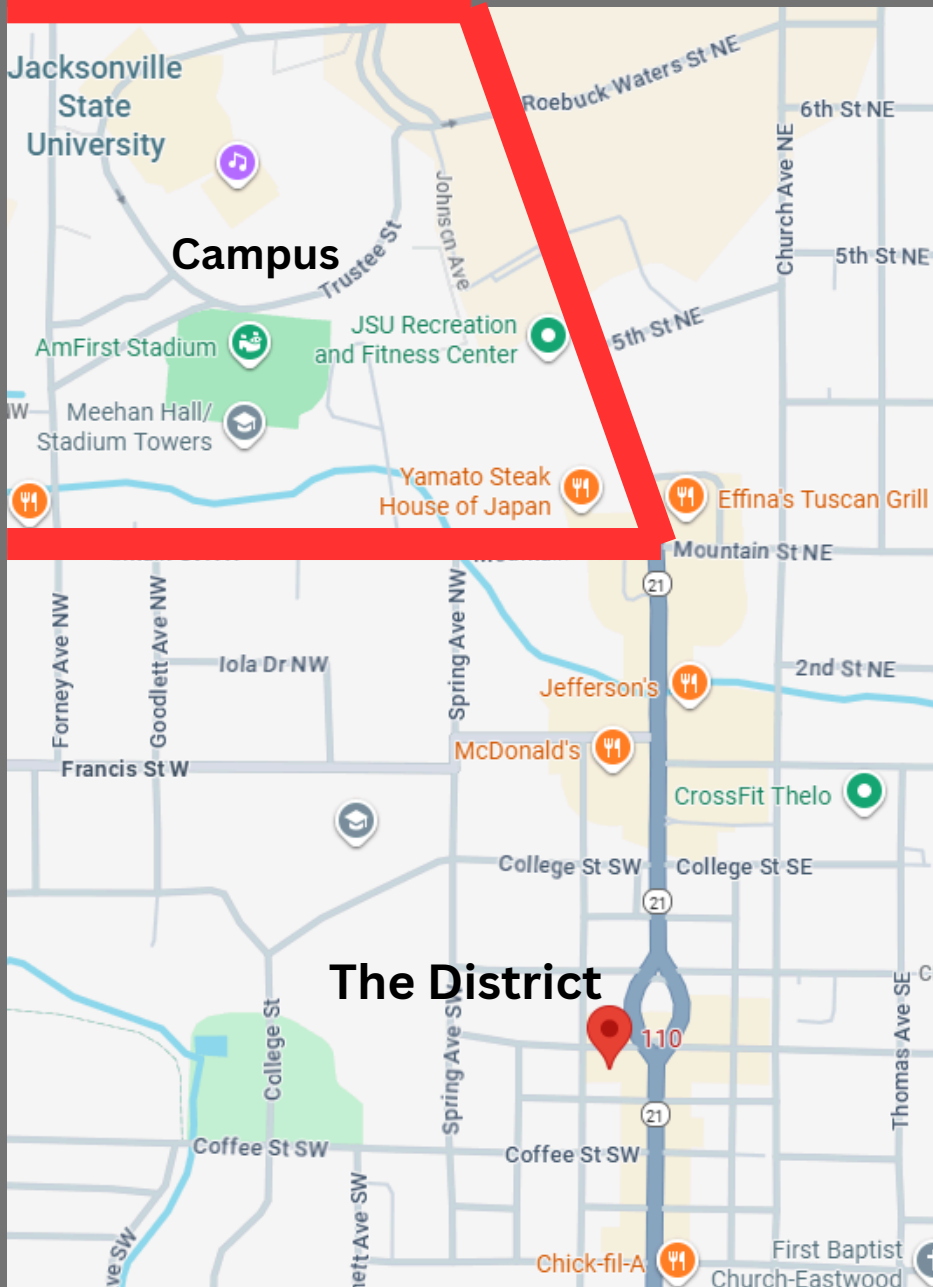 Jacksonville
State
University
Roebuck Waters St NE
6th St NE
Church Ave NE
Johnson Ave
Campus
Trustee St
5th St NE
AmFirst Stadium
JSU Recreation
and Fitness Center
5th St NE
Meehan Hall/
Stadium Towers
Yamato Steak
House of Japan
Effina's Tuscan Grill
Mountain St NE
21
Forney Ave NW
Goodlett Ave NW
Spring Ave NW
Iola Dr NW
2nd St NE
Jefferson's
McDonald's
Francis St W
CrossFit Thelo
College St SW
College St SE
21
The District
College St
Spring Ave SW
Thomas Ave SE
110
21
Coffee St SW
Coffee St SW
Chick-fil-A
First Baptist
Church-Eastwood